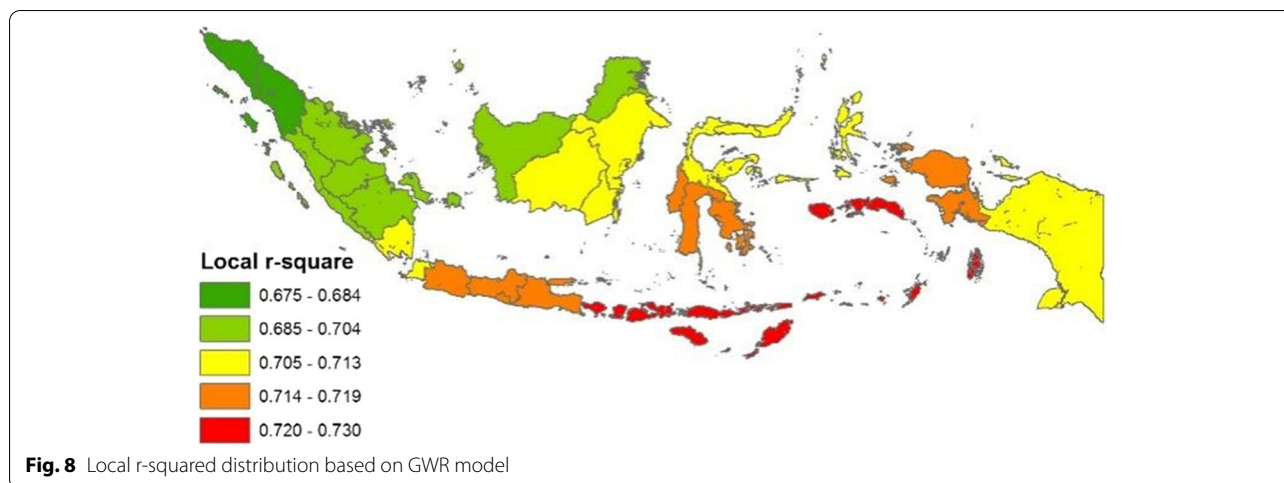 Local r-square
0.675 - 0.684
0.685 - 0.704
0.705 - 0.713
0.714 - 0.719
0.720 - 0.730
Fig. 8 Local r-squared distribution based on GWR model